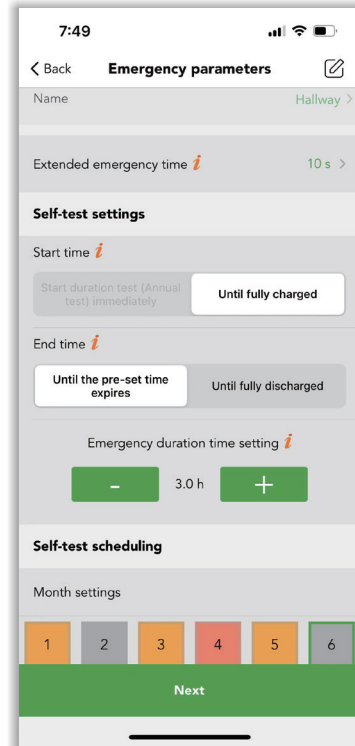 7:49
Back Emergency parameters
Name Hallway
Extended emergency time i 10 s
Self-test settings
Start time i
Start duration test (Annual
test) immediately
Until fully charged
End time i
Until the pre-set time
expires
Until fully discharged
Emergency duration time setting i
- 3.0 h +
Self-test scheduling
Month settings
1 2 3 4 5 6
Next